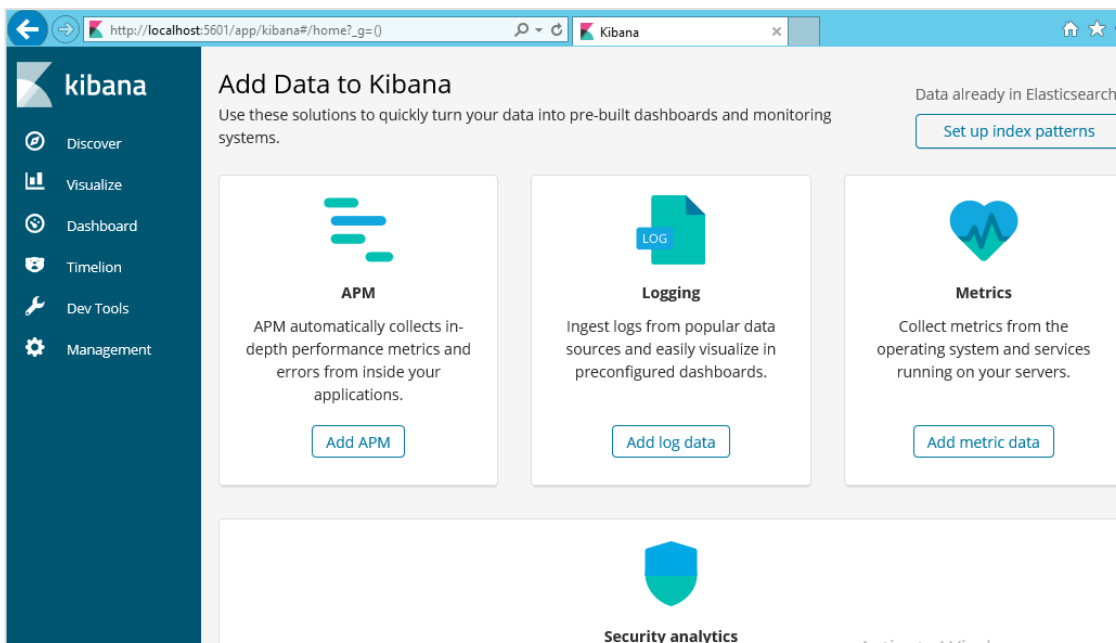 http://localhost:5601/app/kibana#/home?_g=()
Kibana
kibana
Discover
Visualize
Dashboard
Timelion
Dev Tools
Management
Add Data to Kibana
Use these solutions to quickly turn your data into pre-built dashboards and monitoring
systems.
Data already in Elasticsearch
Set up index patterns
APM
APM automatically collects in-
depth performance metrics and
errors from inside your
applications.
Add APM
LOG
Logging
Ingest logs from popular data
sources and easily visualize in
preconfigured dashboards.
Add log data
Metrics
Collect metrics from the
operating system and services
running on your servers.
Add metric data
Security analytics